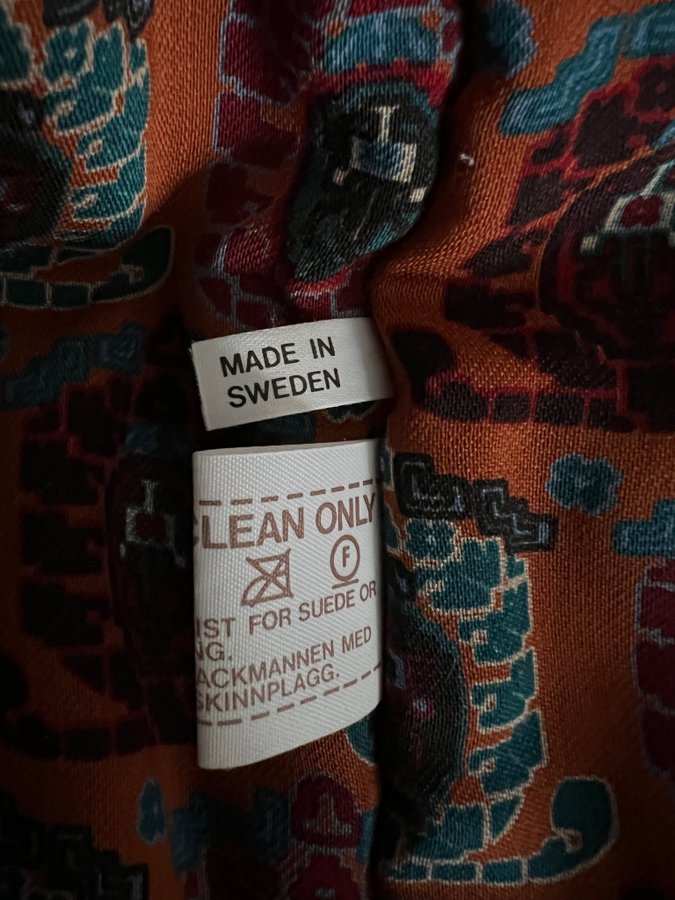 MADE IN
SWEDEN
CLEAN ONLY
F
IST FOR SUEDE OR
NG.
ACKMANNEN MED
SKINNPLAGG.